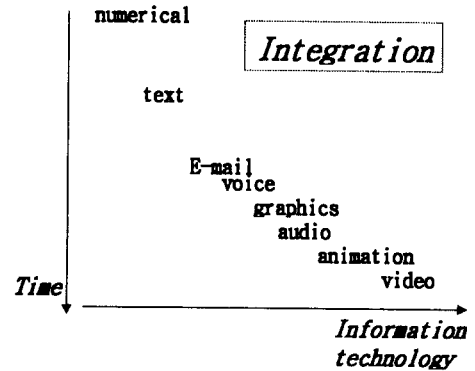 numerical
Integration
text
E-mail
voice
graphics
audio
animation
video
Time
Information
technology